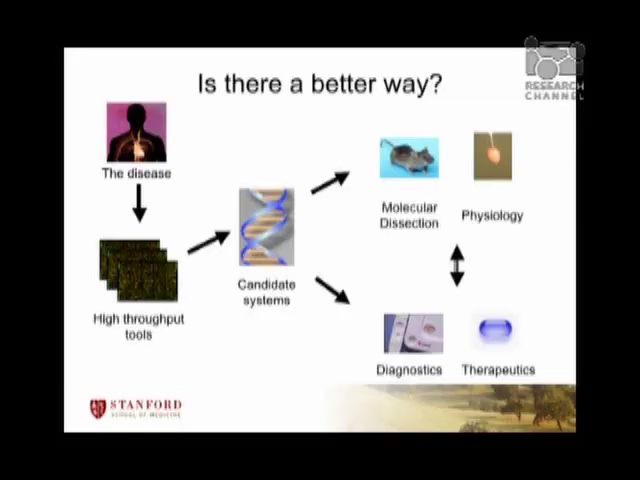 Is there a better way?
RESEARCH
CHANNEL
The disease
High throughput
tools
Candidate
systems
Molecular
Dissection
Physiology
Diagnostics
Therapeutics
STANFORD
SCHOOL OF MEDICINE